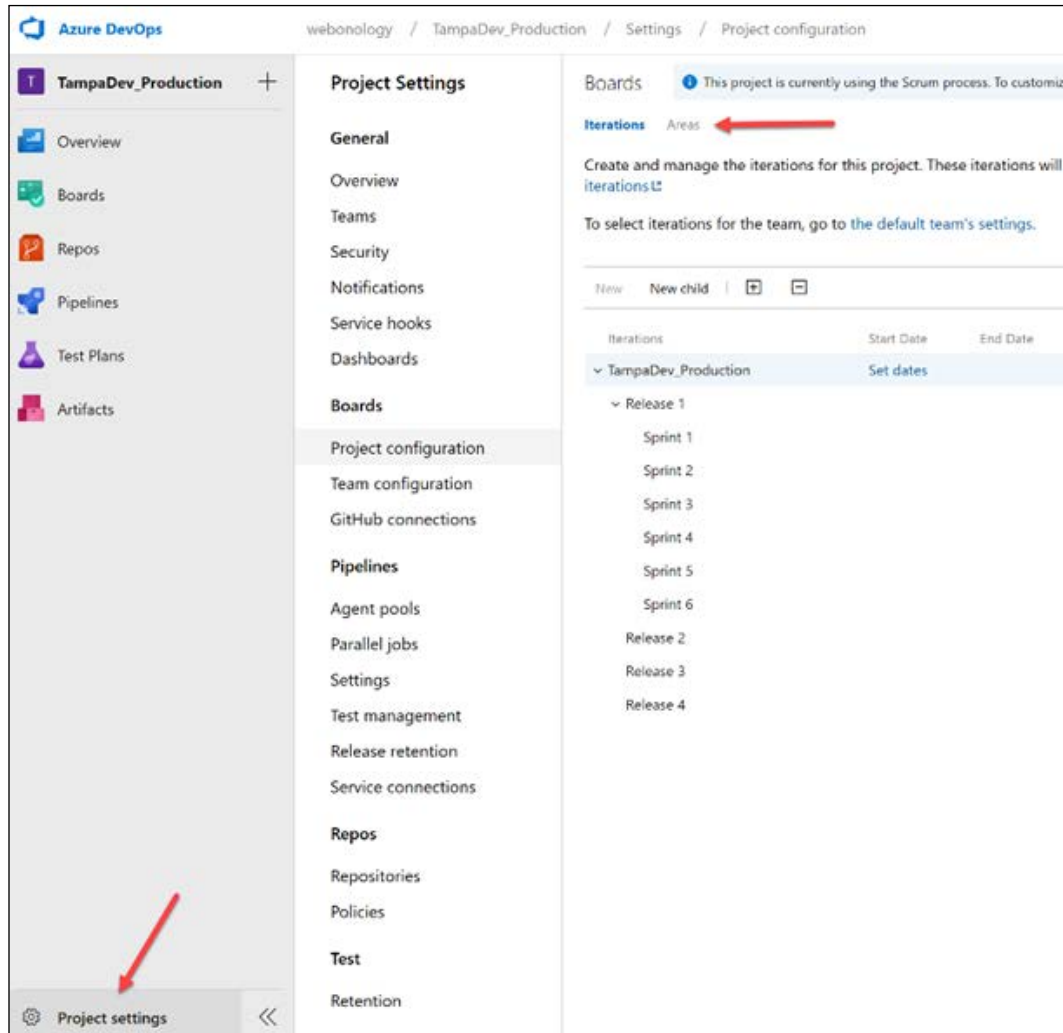 Azure DevOps
webonology / TampaDev_Production / Settings / Project configuration
T TampaDev_Production
Overview
Boards
Repos
Pipelines
Test Plans
Artifacts
Project settings
Project Settings
General
Overview
Teams
Security
Notifications
Service hooks
Dashboards
Boards
Project configuration
Team configuration
GitHub connections
Pipelines
Agent pools
Parallel jobs
Settings
Test management
Release retention
Service connections
Repos
Repositories
Policies
Test
Retention
Boards This project is currently using the Scrum process. To customiz
Iterations Areas
Create and manage the iterations for this project. These iterations will
iterations
To select iterations for the team, go to the default team's settings.
New New child
Iterations Start Date End Date
TampaDev_Production Set dates
Release 1
Sprint 1
Sprint 2
Sprint 3
Sprint 4
Sprint 5
Sprint 6
Release 2
Release 3
Release 4